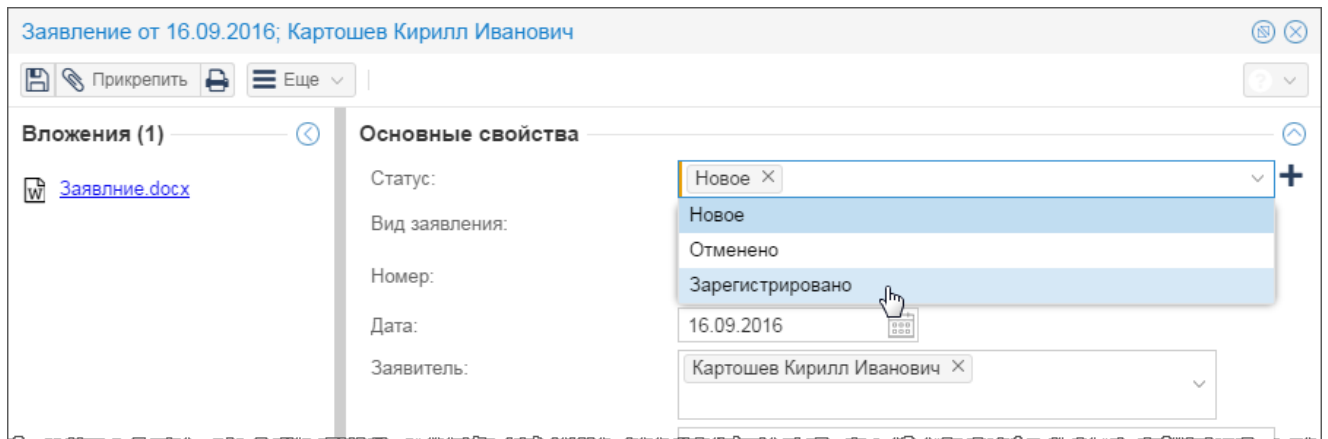 Заявление от 16.09.2016; Картошев Кирилл Иванович
Прикрепить Еще ?
Вложения (1)
Заявлние.docx
Основные свойства
Статус: Новое
Новое
Отменено
Зарегистрировано
Вид заявления:
Номер:
Дата: 16.09.2016
Заявитель: Картошев Кирилл Иванович